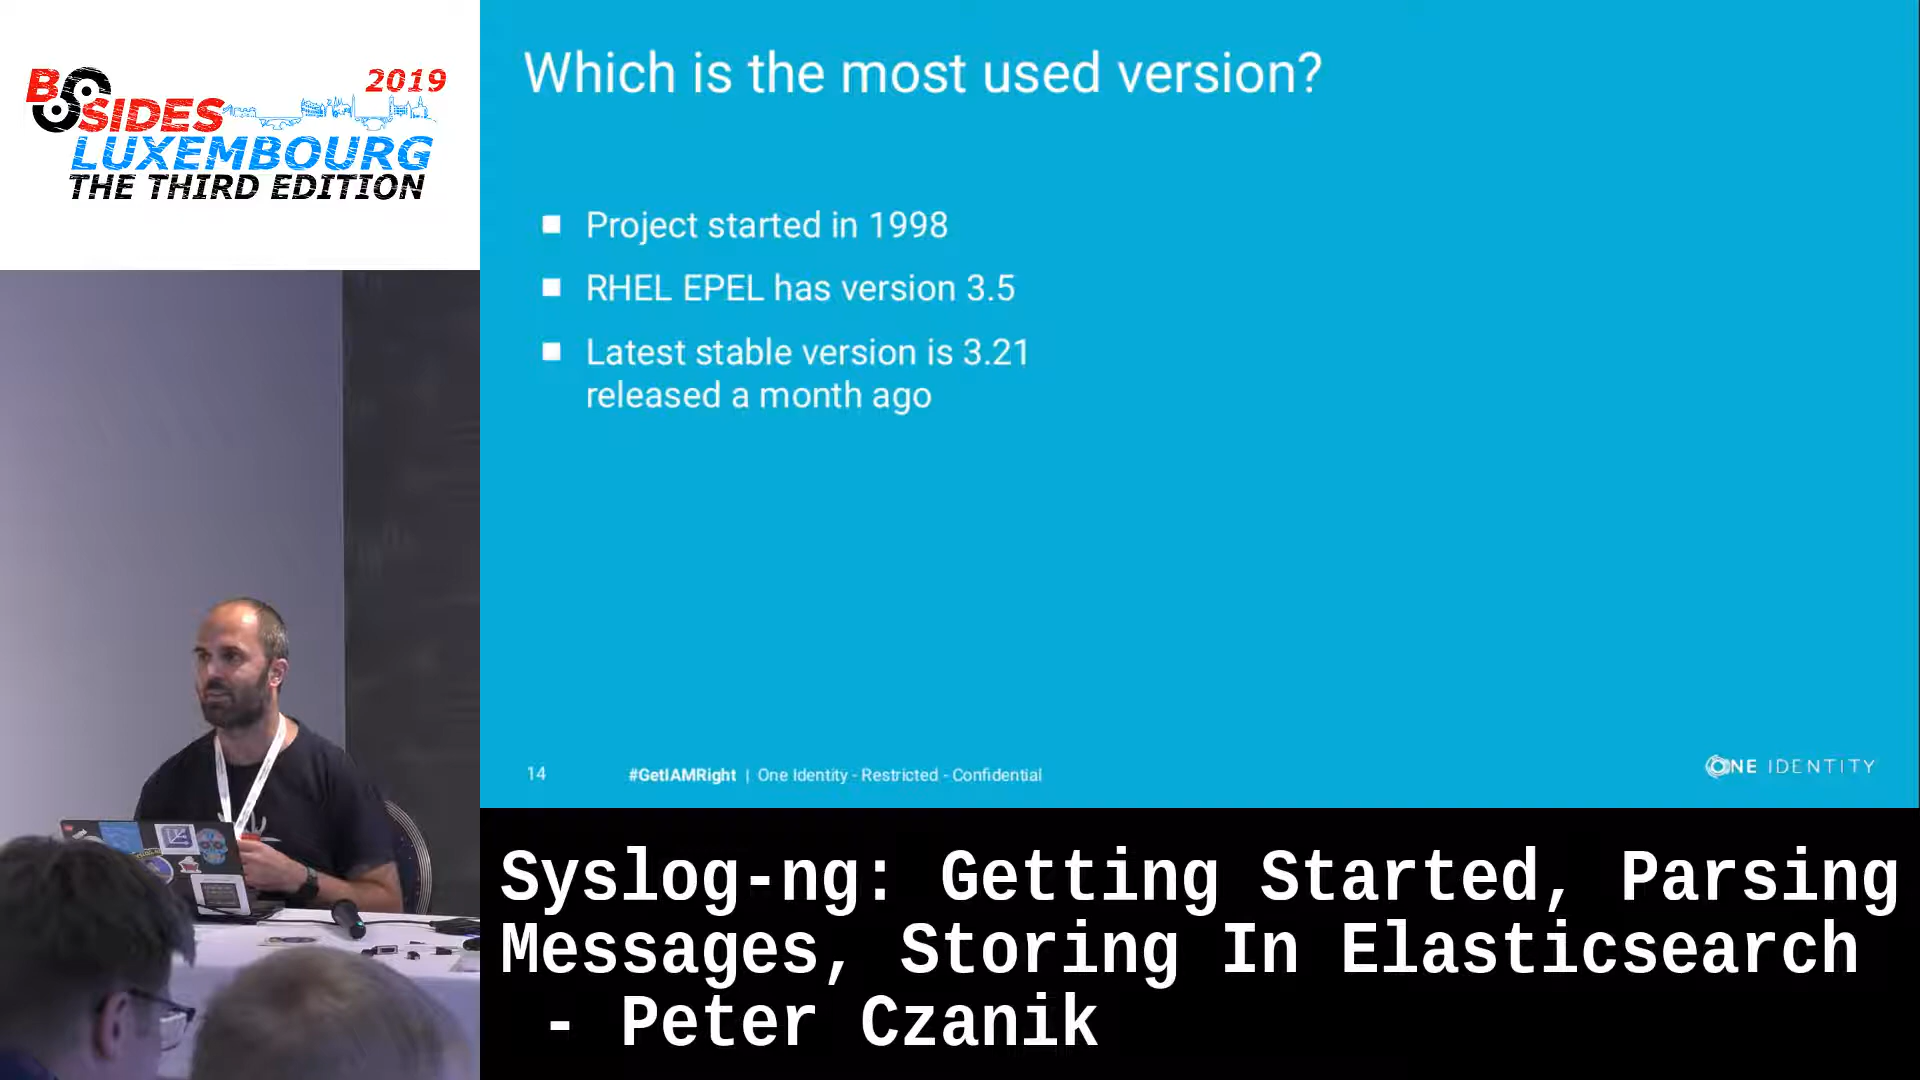 BSIDES
2019
LUXEMBOURG
THE THIRD EDITION
Which is the most used version?
Project started in 1998
RHEL EPEL has version 3.5
Latest stable version is 3.21
released a month ago
14
#GetIAMRight | One Identity - Restricted - Confidential
ONE IDENTITY
Syslog-ng: Getting Started, Parsing
Messages, Storing In Elasticsearch
- Peter Czanik